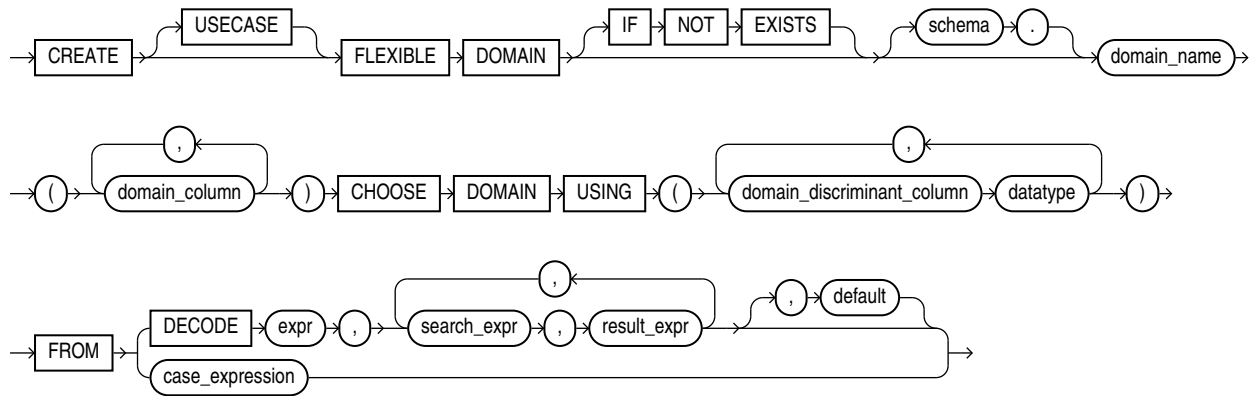 USECASE IF NOT EXISTS schema .
CREATE FLEXIBLE DOMAIN domain_name
, ,
( domain_column ) CHOOSE DOMAIN USING ( domain_discriminant_column datatype )
, , default
DECODE expr , search_expr , result_expr
FROM
case_expression